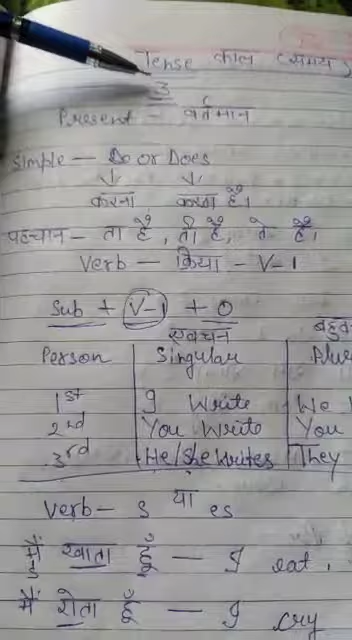 Tense काल (समय)
3
Present - वर्तमान
Simple - Do or Does
करना करता है।
पहचान - ता है, ती है, ते हैं।
Verb - क्रिया - V-1
Sub + V-1 + O
एकवचन
Person Singular
1st I Write We
2nd You Write You
3rd He/She Writes They
Verb - s या es
मैं खाता हूँ - I eat.
मैं रोता हूँ - I cry